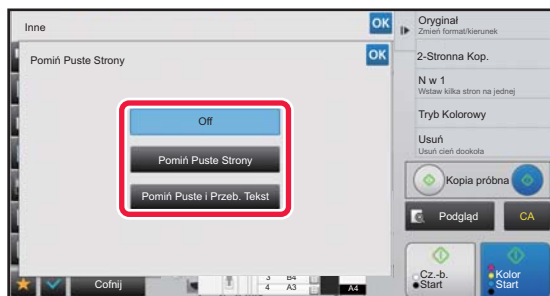 Inne
OK
Pomiń Puste Strony
OK
Off
Pomiń Puste Strony
Pomiń Puste i Przeb. Tekst
Cofnij
3 B4
4 A3
A4
Oryginał
Zmień format/kierunek
2-Stronna Kop.
N w 1
Wstaw kilka stron na jednej
Tryb Kolorowy
Usuń
Usuń cień dookoła
Kopia próbna
Podgląd
CA
Cz.-b.
Start
Kolor
Start